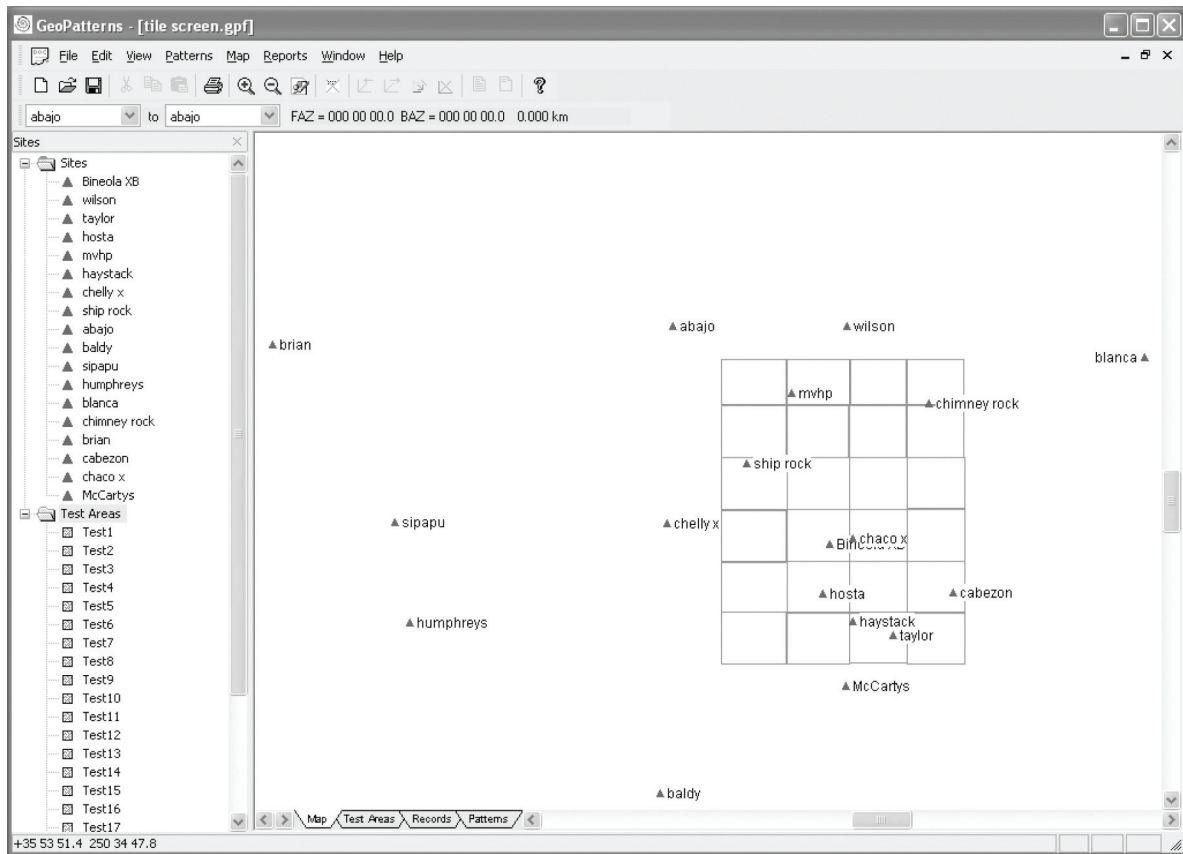 GeoPatterns - [tile screen.gpf]
File Edit View Patterns Map Reports Window Help
abajo to abajo FAZ = 000 00 00.0 BAZ = 000 00 00.0 0.000 km
Sites
Sites
Bineola XB
wilson
taylor
hosta
mvhp
haystack
chelly x
ship rock
abajo
baldy
sipapu
humphreys
blanca
chimney rock
brian
cabezon
chaco x
McCartys
Test Areas
Test1
Test2
Test3
Test4
Test5
Test6
Test7
Test8
Test9
Test10
Test11
Test12
Test13
Test14
Test15
Test16
Test17
abajo
wilson
brian
blanca
mvhp
chimney rock
ship rock
sipapu
chelly x
chaco x
Bineola XB
hosta
cabezon
humphreys
haystack
taylor
McCartys
baldy
Map Test Areas Records Patterns
+35 53 51.4 250 34 47.8